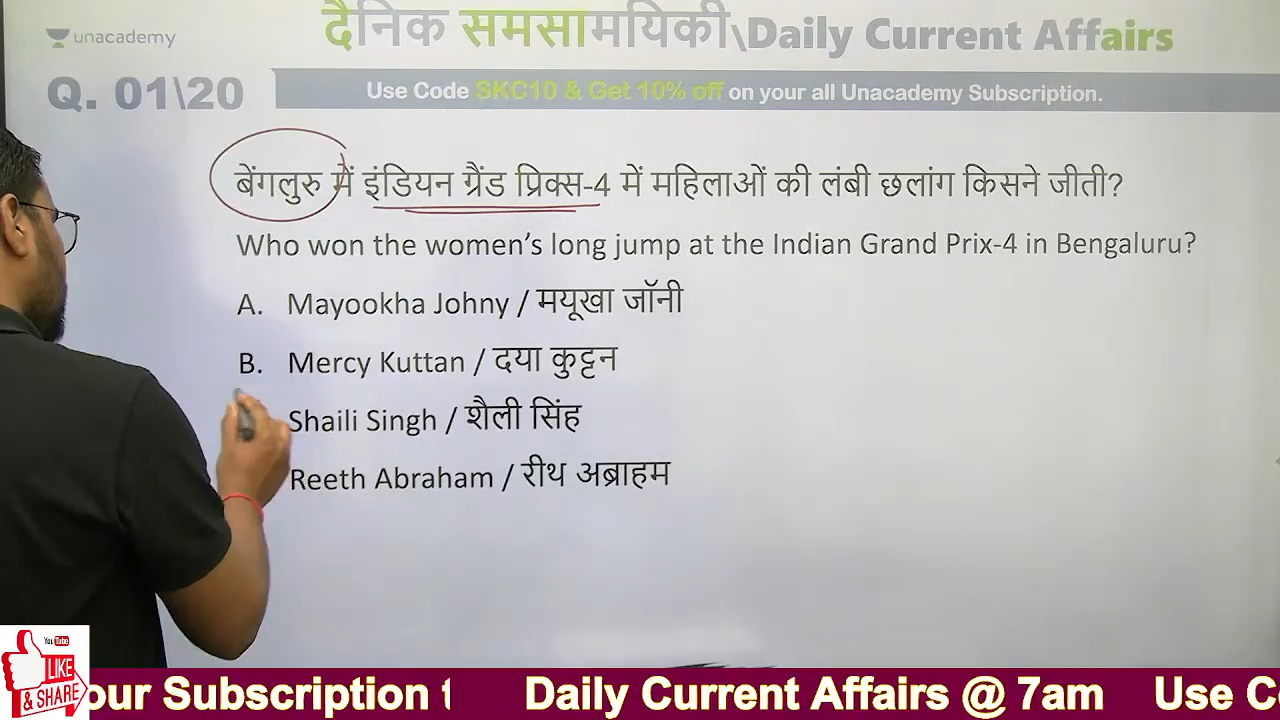 unacademy
दैनिक समसामयिकी\Daily Current Affairs
Q. 01\20
Use Code SKC10 & Get 10% off on your all Unacademy Subscription.
बेंगलुरु में इंडियन ग्रैंड प्रिक्स-4 में महिलाओं की लंबी छलांग किसने जीती?
Who won the women's long jump at the Indian Grand Prix-4 in Bengaluru?
A. Mayookha Johny / मयूखा जॉनी
B. Mercy Kuttan / दया कुट्टन
Shaili Singh / शैली सिंह
Reeth Abraham / रीथ अब्राहम
YouTube
LIKE
& SHARE
our Subscription Daily Current Affairs @ 7am Use